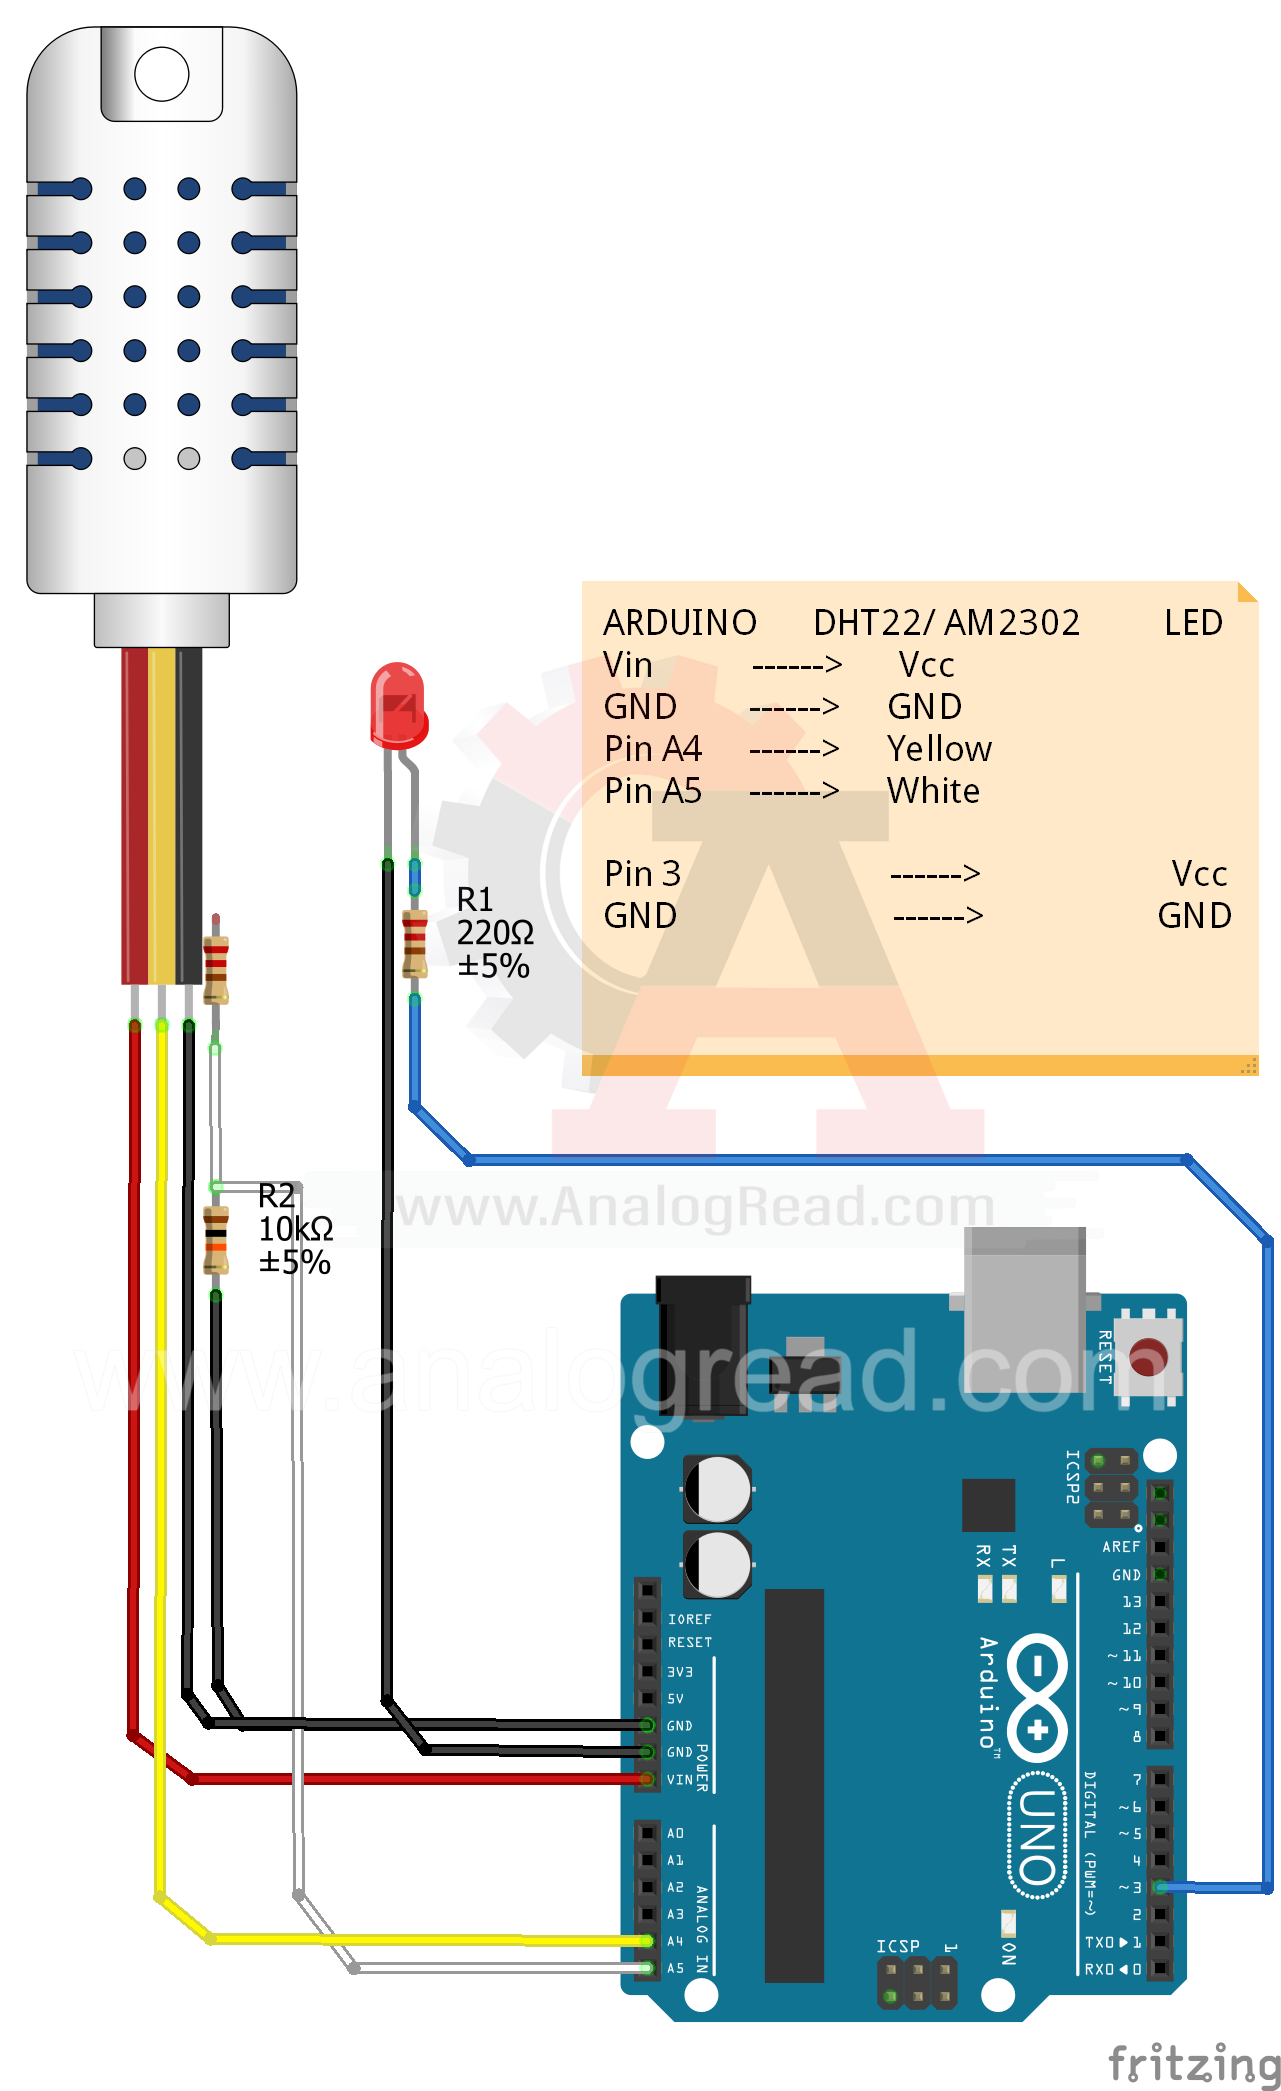 ARDUINO DHT22/ AM2302 LED
Vin ------> Vcc
GND ------> GND
Pin A4 ------> Yellow
Pin A5 ------> White
Pin 3 ------> Vcc
GND ------> GND
R1
220Ω
±5%
www.AnalogRead.com
R2
10kΩ
±5%
www.analogread.com
RESET
ICSP2
AREF
GND
13
12
~11
~10
~9
8
7
~6
~5
4
~3
2
TX0▶1
RX0◀0
RX
TX
L
IOREF
RESET
3V3
5V
GND
GND
VIN
POWER
A0
A1
A2
A3
A4
A5
ANALOG IN
Arduino™
UNO
DIGITAL (PWM=~)
ON
ICSP
1
fritzing